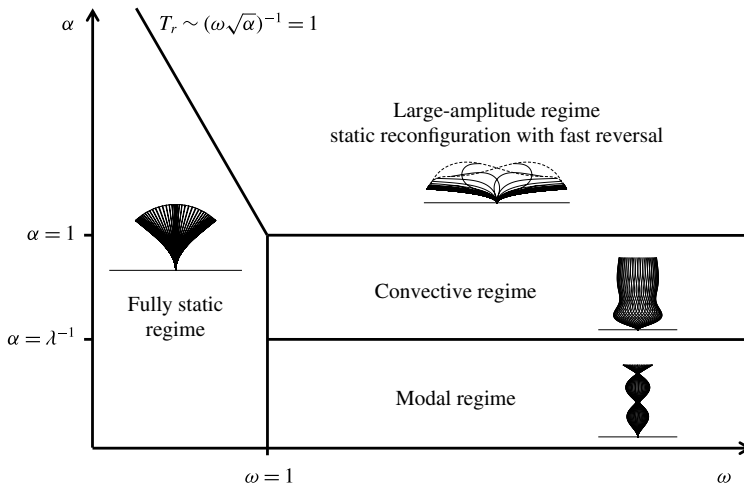 α
T_r ∼ (ω√α)⁻¹ = 1
Large-amplitude regime
static reconfiguration with fast reversal
α = 1
Convective regime
Fully static
regime
α = λ⁻¹
Modal regime
ω = 1
ω